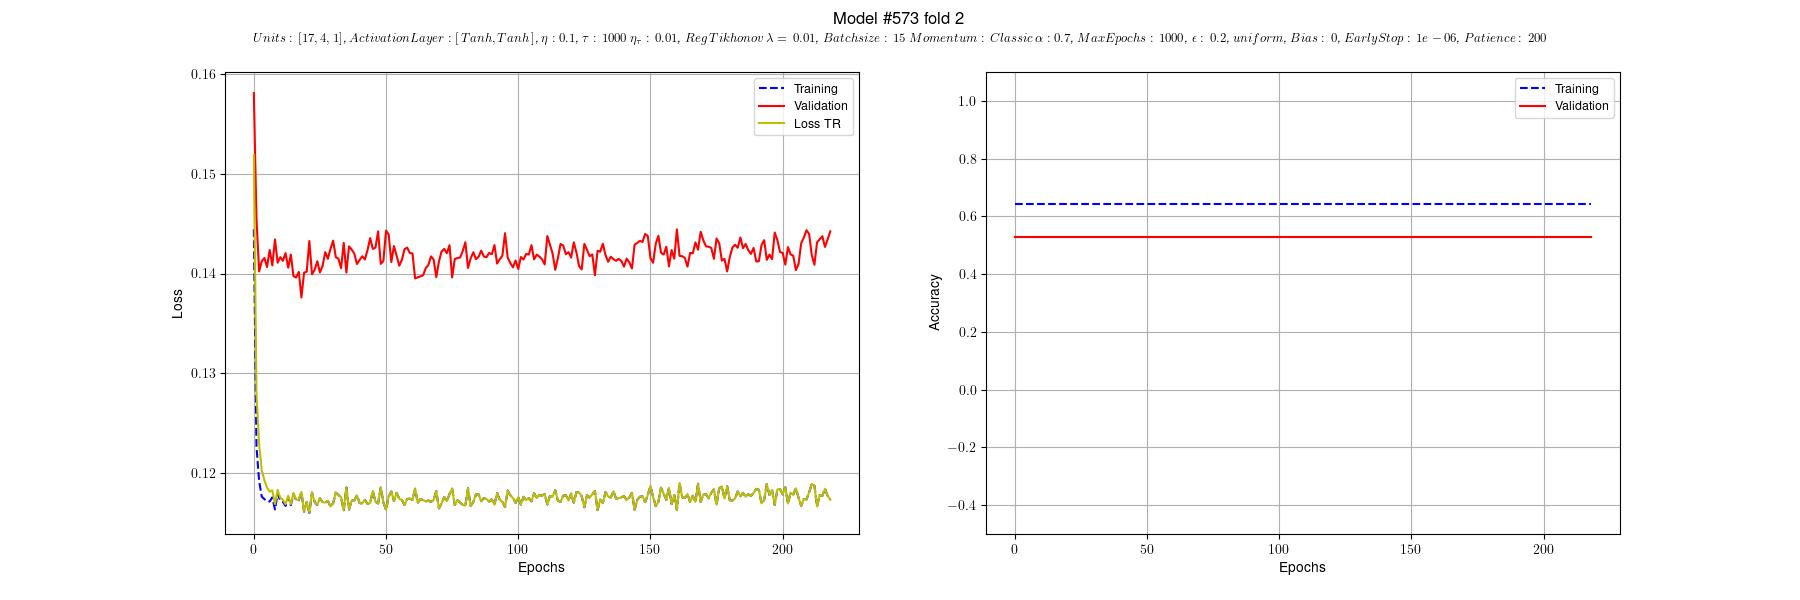 Model #573 fold 2
Units : [17, 4, 1], ActivationLayer : [Tanh, Tanh], η : 0.1, τ : 1000 ητ : 0.01, RegTikhonov λ = 0.01, Batchsize : 15 Momentum : Classic α : 0.7, MaxEpochs : 1000, ϵ : 0.2, uniform, Bias : 0, EarlyStop : 1e − 06, Patience : 200
0.16
0.15
0.14
0.13
0.12
Loss
0 50 100 150 200
Epochs
Training
Validation
Loss TR
1.0
0.8
0.6
0.4
0.2
0.0
−0.2
−0.4
Accuracy
0 50 100 150 200
Epochs
Training
Validation